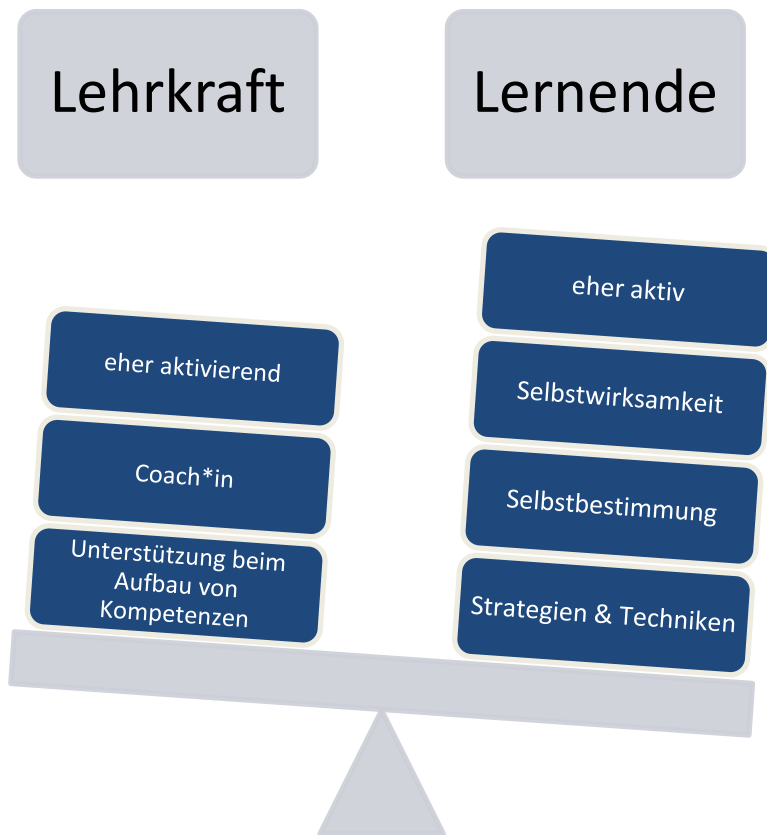 Lehrkraft
Lernende
eher aktivierend
Coach*in
Unterstützung beim
Aufbau von
Kompetenzen
eher aktiv
Selbstwirksamkeit
Selbstbestimmung
Strategien & Techniken